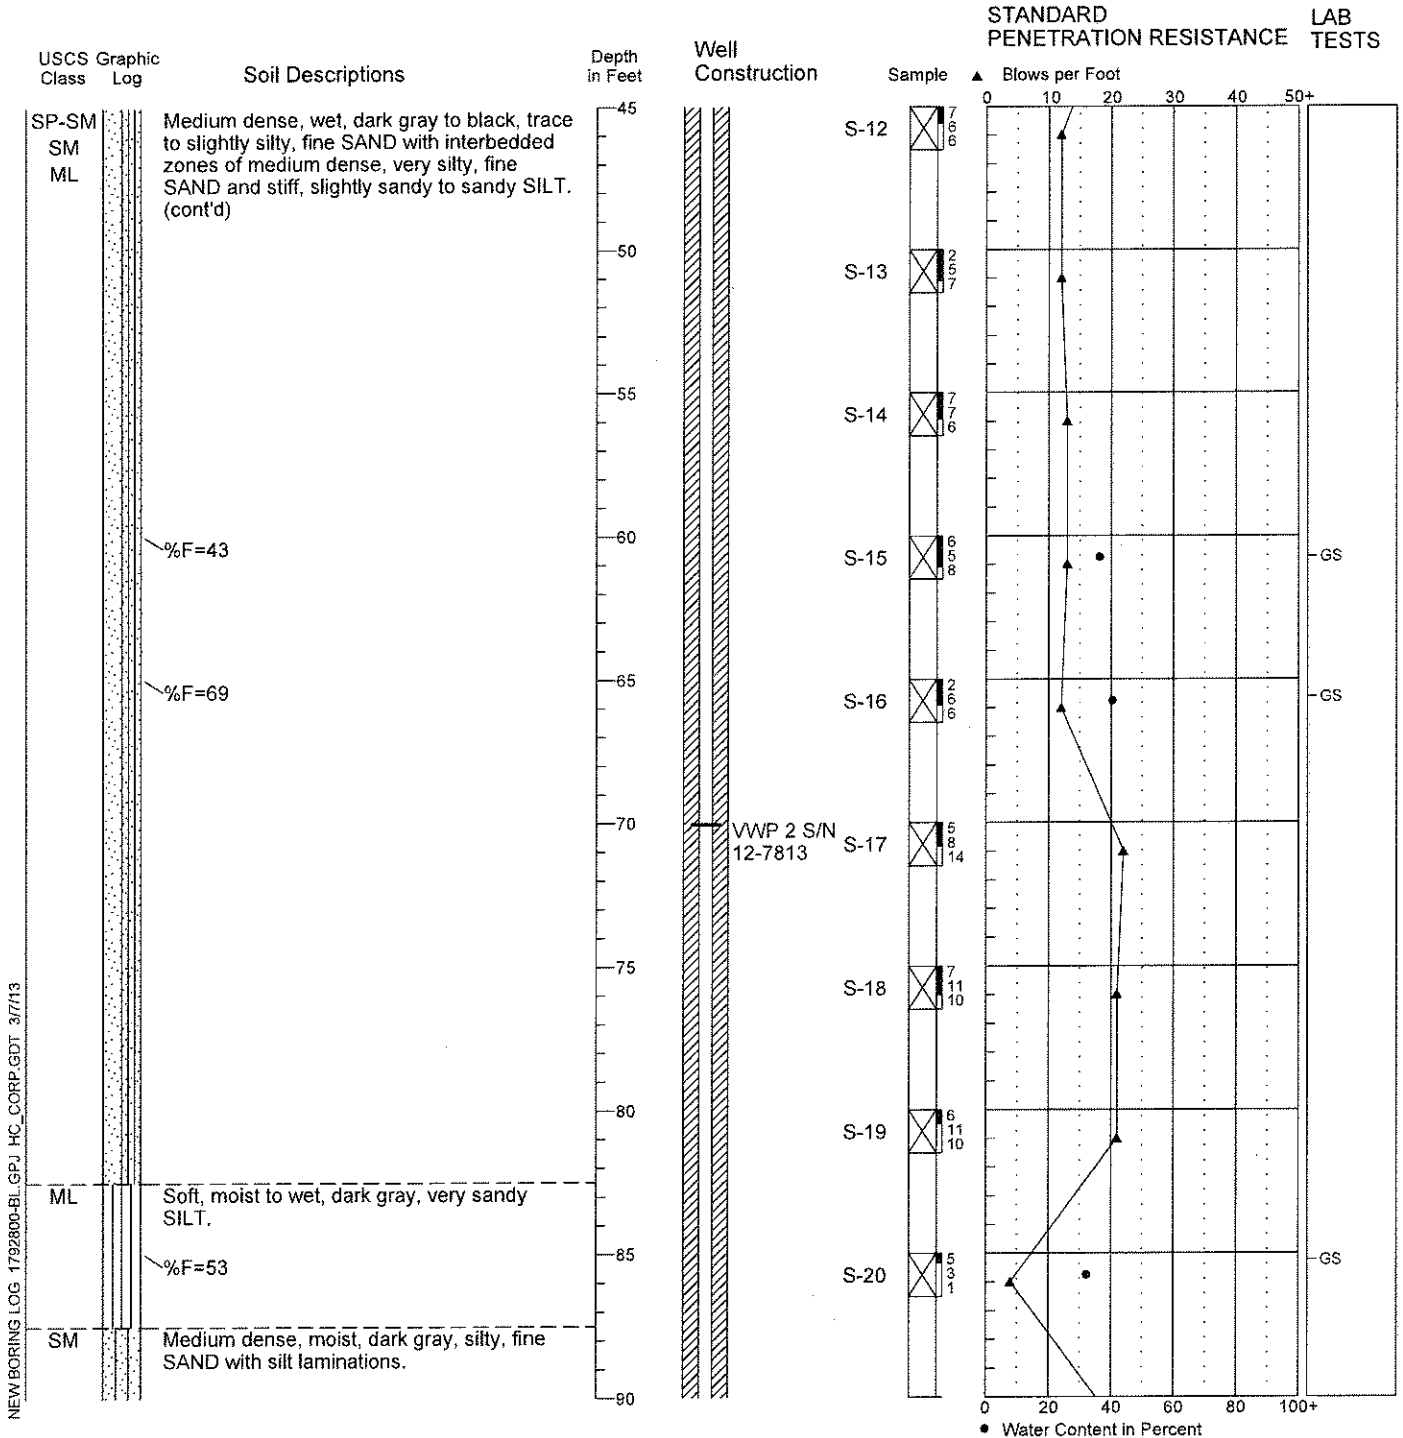 STANDARD
PENETRATION RESISTANCE
LAB
TESTS
USCS
Class
Graphic
Log
Soil Descriptions
Depth
in Feet
Well
Construction
Sample
▲ Blows per Foot
0 10 20 30 40 50+
SP-SM
SM
ML
Medium dense, wet, dark gray to black, trace
to slightly silty, fine SAND with interbedded
zones of medium dense, very silty, fine
SAND and stiff, slightly sandy to sandy SILT.
(cont'd)
45
S-12
7
6
6
50
S-13
2
5
7
55
S-14
7
7
6
%F=43
60
S-15
6
5
8
GS
%F=69
65
S-16
2
6
6
GS
70
VWP 2 S/N
12-7813
S-17
5
8
14
75
S-18
7
11
10
80
S-19
6
11
10
ML
Soft, moist to wet, dark gray, very sandy
SILT.
%F=53
85
S-20
5
3
1
GS
SM
Medium dense, moist, dark gray, silty, fine
SAND with silt laminations.
90
0 20 40 60 80 100+
● Water Content in Percent
NEW BORING LOG 1792800-BL.GPJ HC_CORP.GDT 3/7/13